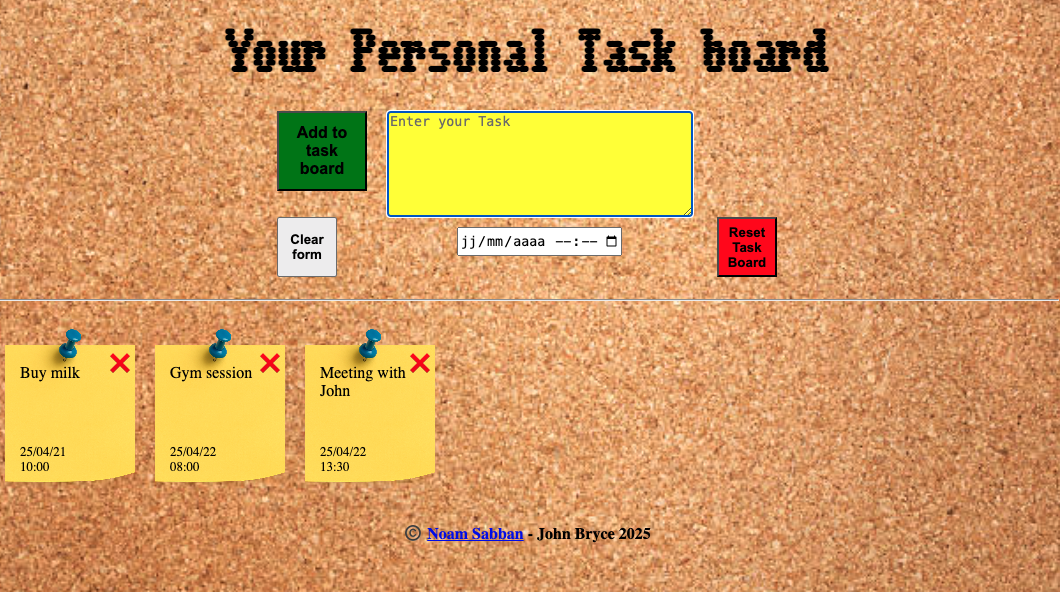 Your Personal Task board
Add to
task
board
Enter your Task
Clear
form
jj/mm/aaaa --:--
Reset
Task
Board
Buy milk
25/04/21
10:00
Gym session
25/04/22
08:00
Meeting with
John
25/04/22
13:30
© Noam Sabban - John Bryce 2025